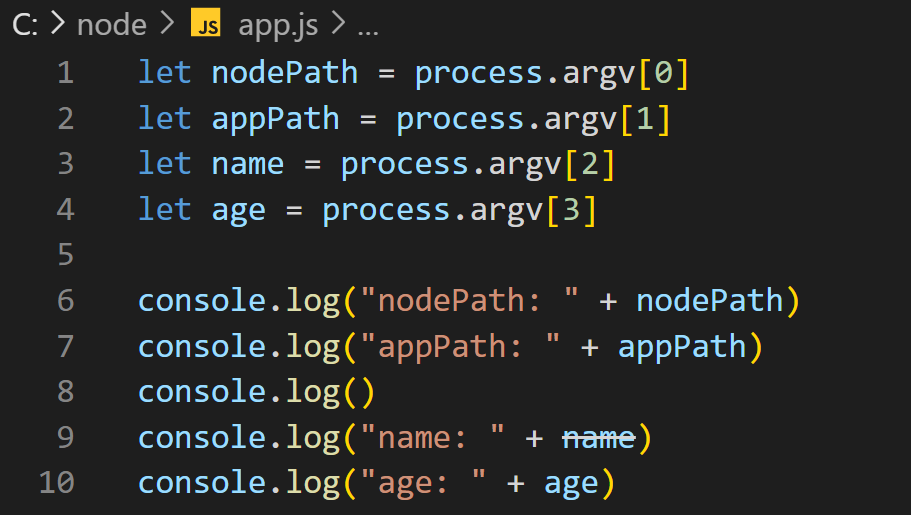 C: > node > JS app.js > ...
1 let nodePath = process.argv[0]
2 let appPath = process.argv[1]
3 let name = process.argv[2]
4 let age = process.argv[3]
5
6 console.log("nodePath: " + nodePath)
7 console.log("appPath: " + appPath)
8 console.log()
9 console.log("name: " + name)
10 console.log("age: " + age)